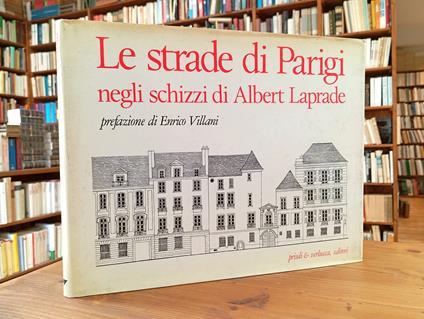 Le strade di Parigi
negli schizzi di Albert Laprade
prefazione di Enrico Villani
priuli & verlucca, editori